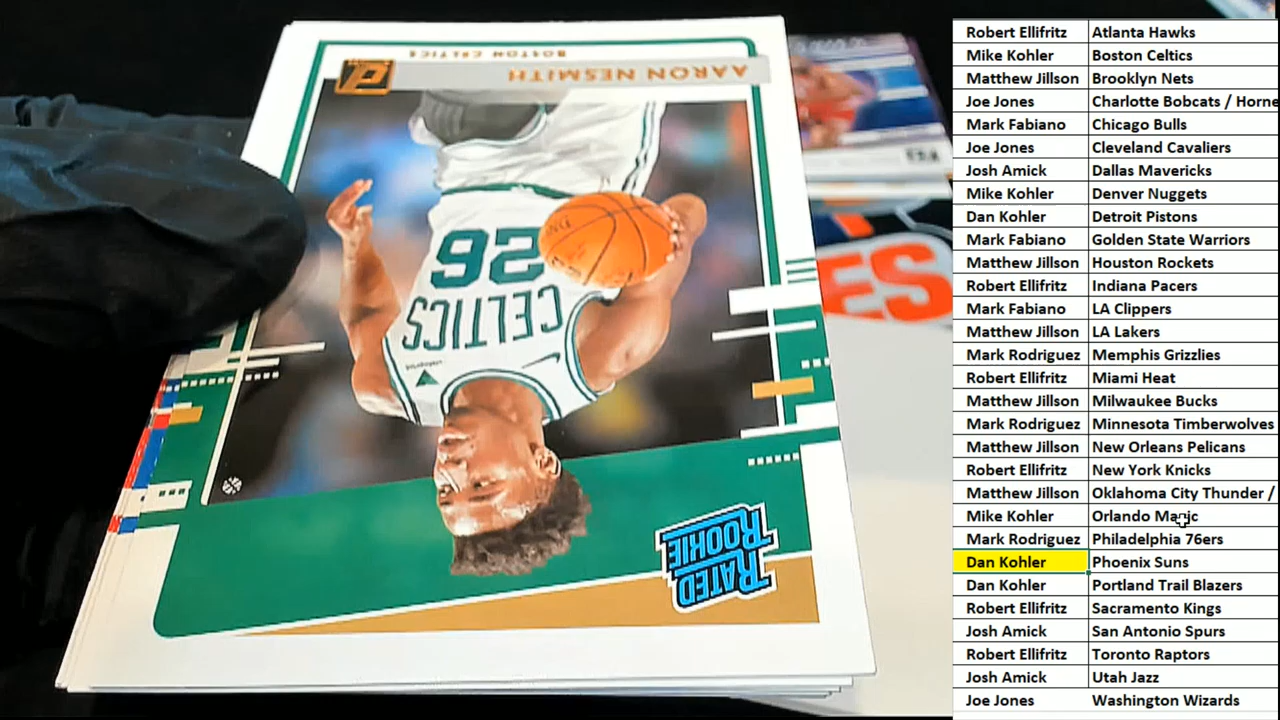 BOSTON CELTICS
AARON NESMITH
26
CELTICS
RATED
ROOKIE
ES
Robert Ellifritz Atlanta Hawks
Mike Kohler Boston Celtics
Matthew Jillson Brooklyn Nets
Joe Jones Charlotte Bobcats / Horne
Mark Fabiano Chicago Bulls
Joe Jones Cleveland Cavaliers
Josh Amick Dallas Mavericks
Mike Kohler Denver Nuggets
Dan Kohler Detroit Pistons
Mark Fabiano Golden State Warriors
Matthew Jillson Houston Rockets
Robert Ellifritz Indiana Pacers
Mark Fabiano LA Clippers
Matthew Jillson LA Lakers
Mark Rodriguez Memphis Grizzlies
Robert Ellifritz Miami Heat
Matthew Jillson Milwaukee Bucks
Mark Rodriguez Minnesota Timberwolves
Matthew Jillson New Orleans Pelicans
Robert Ellifritz New York Knicks
Matthew Jillson Oklahoma City Thunder /
Mike Kohler Orlando Magic
Mark Rodriguez Philadelphia 76ers
Dan Kohler Phoenix Suns
Dan Kohler Portland Trail Blazers
Robert Ellifritz Sacramento Kings
Josh Amick San Antonio Spurs
Robert Ellifritz Toronto Raptors
Josh Amick Utah Jazz
Joe Jones Washington Wizards